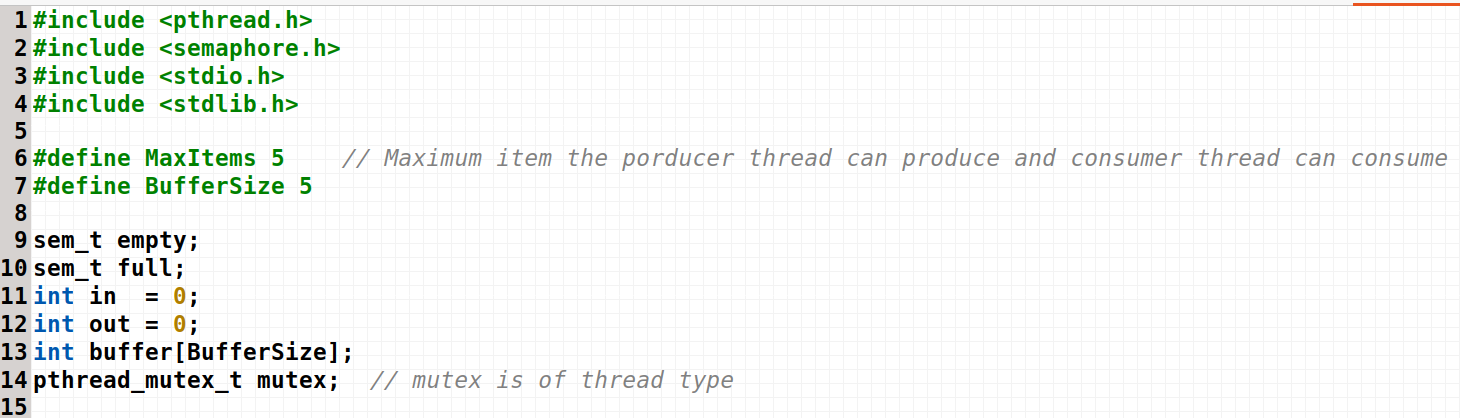 1 #include <pthread.h>
2 #include <semaphore.h>
3 #include <stdio.h>
4 #include <stdlib.h>
5
6 #define MaxItems 5    // Maximum item the porducer thread can produce and consumer thread can consume
7 #define BufferSize 5
8
9 sem_t empty;
10 sem_t full;
11 int in  = 0;
12 int out = 0;
13 int buffer[BufferSize];
14 pthread_mutex_t mutex;  // mutex is of thread type
15